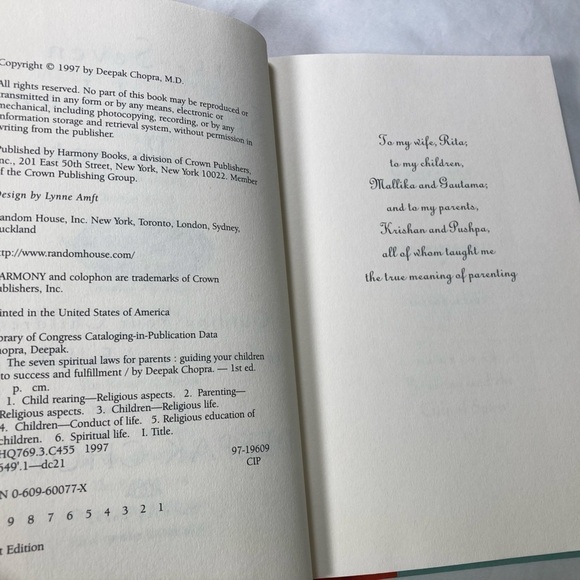 Copyright © 1997 by Deepak Chopra, M.D.
All rights reserved. No part of this book may be reproduced or
transmitted in any form or by any means, electronic or
mechanical, including photocopying, recording, or by any
information storage and retrieval system, without permission in
writing from the publisher.
Published by Harmony Books, a division of Crown Publishers,
nc., 201 East 50th Street, New York, New York 10022. Member
of the Crown Publishing Group.
Design by Lynne Amft
andom House, Inc. New York, Toronto, London, Sydney,
uckland
ttp://www.randomhouse.com/
ARMONY and colophon are trademarks of Crown
ublishers, Inc.
rinted in the United States of America
brary of Congress Cataloging-in-Publication Data
hopra, Deepak.
The seven spiritual laws for parents : guiding your children
to success and fulfillment / by Deepak Chopra. — 1st ed.
p. cm.
1. Child rearing—Religious aspects. 2. Parenting—
Religious aspects. 3. Children—Religious life.
4. Children—Conduct of life. 5. Religious education of
children. 6. Spiritual life. I. Title.
HQ769.3.C455 1997 97-19609
649'.1—dc21 CIP
N 0-609-60077-X
9 8 7 6 5 4 3 2 1
t Edition
To my wife, Rita;
to my children,
Mallika and Gautama;
and to my parents,
Krishan and Pushpa,
all of whom taught me
the true meaning of parenting